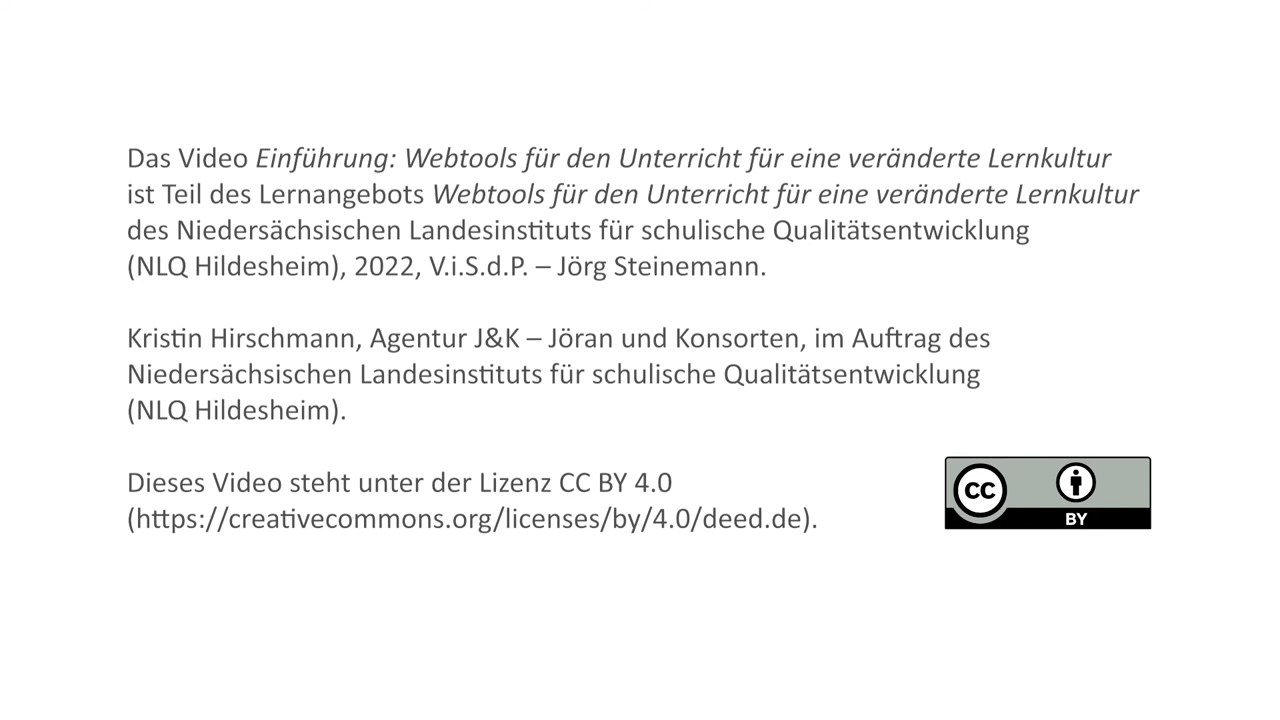 Das Video Einführung: Webtools für den Unterricht für eine veränderte Lernkultur
ist Teil des Lernangebots Webtools für den Unterricht für eine veränderte Lernkultur
des Niedersächsischen Landesinstituts für schulische Qualitätsentwicklung
(NLQ Hildesheim), 2022, V.i.S.d.P. – Jörg Steinemann.
Kristin Hirschmann, Agentur J&K – Jöran und Konsorten, im Auftrag des
Niedersächsischen Landesinstituts für schulische Qualitätsentwicklung
(NLQ Hildesheim).
Dieses Video steht unter der Lizenz CC BY 4.0
(https://creativecommons.org/licenses/by/4.0/deed.de).
CC
BY